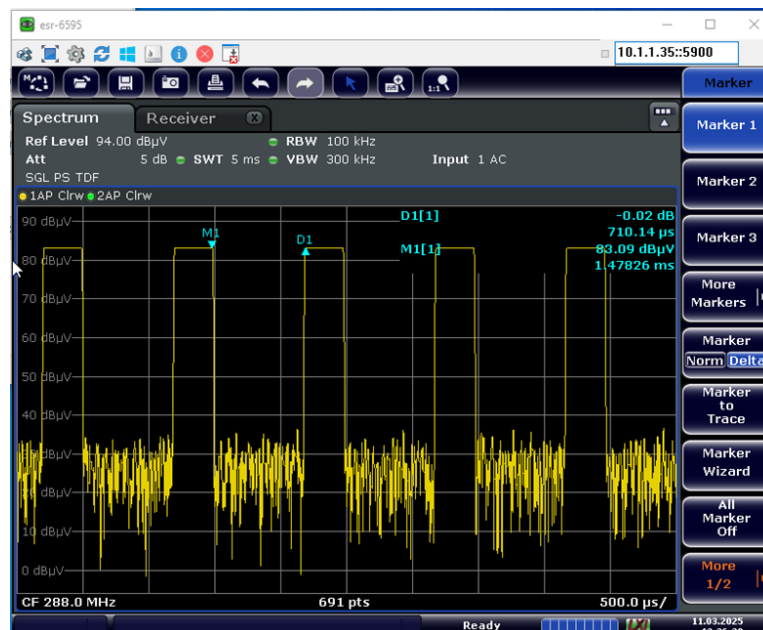 esr-6595
10.1.1.35::5900
Marker
Spectrum
Receiver
Ref Level 94.00 dBµV
RBW 100 kHz
Att 5 dB SWT 5 ms VBW 300 kHz Input 1 AC
SGL PS TDF
1AP Clrw 2AP Clrw
D1[1] -0.02 dB
710.14 µs
M1[1] 83.09 dBµV
1.47826 ms
M1
D1
90 dBµV
80 dBµV
70 dBµV
60 dBµV
50 dBµV
40 dBµV
10 dBµV
0 dBµV
CF 288.0 MHz 691 pts 500.0 µs/
Marker 1
Marker 2
Marker 3
More
Markers
Marker
Norm Delta
Marker
to
Trace
Marker
Wizard
All
Marker
Off
More
1/2
Ready
11.03.2025